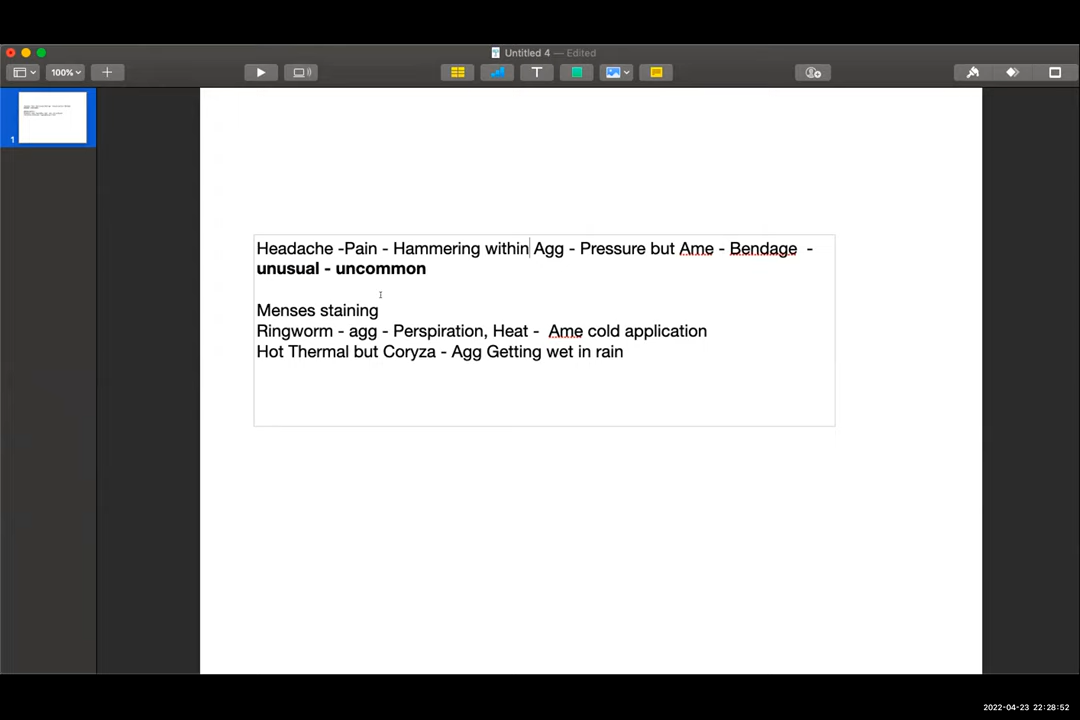 Untitled 4 — Edited
100%
1
Headache -Pain - Hammering within Agg - Pressure but Ame - Bendage -
unusual - uncommon
Menses staining
Ringworm - agg - Perspiration, Heat - Ame cold application
Hot Thermal but Coryza - Agg Getting wet in rain
2022-04-23 22:28:52